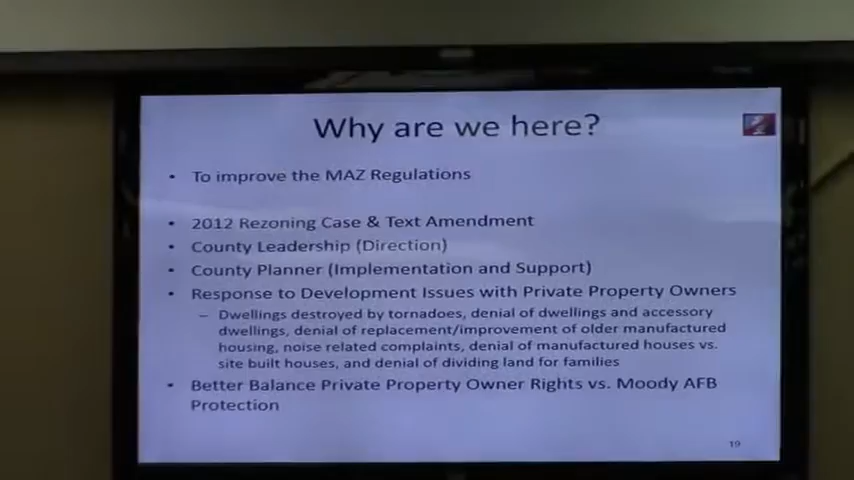 Why are we here?
• To improve the MAZ Regulations
• 2012 Rezoning Case & Text Amendment
• County Leadership (Direction)
• County Planner (Implementation and Support)
• Response to Development Issues with Private Property Owners
– Dwellings destroyed by tornadoes, denial of dwellings and accessory
dwellings, denial of replacement/improvement of older manufactured
housing, noise related complaints, denial of manufactured houses vs.
site built houses, and denial of dividing land for families
• Better Balance Private Property Owner Rights vs. Moody AFB
Protection
19